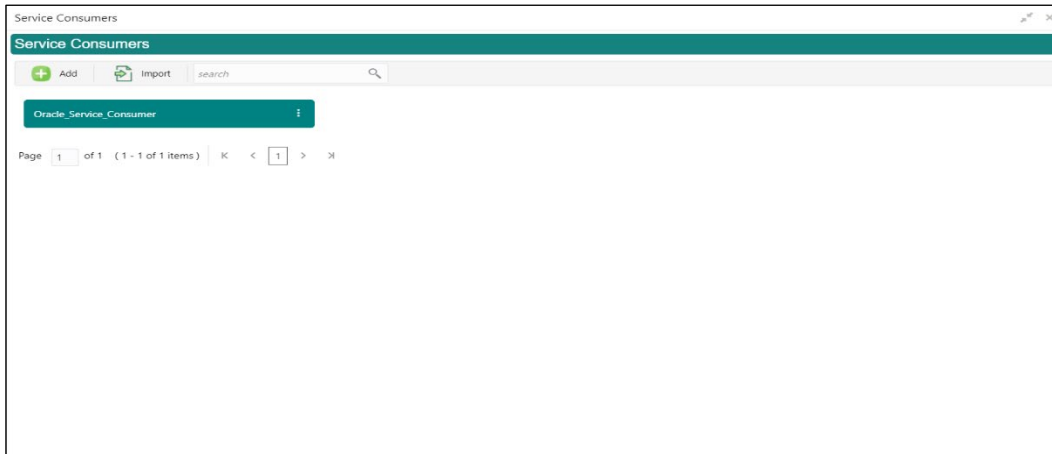 Service Consumers
Service Consumers
Add Import search
Oracle_Service_Consumer
Page 1 of 1 (1 - 1 of 1 items) 1